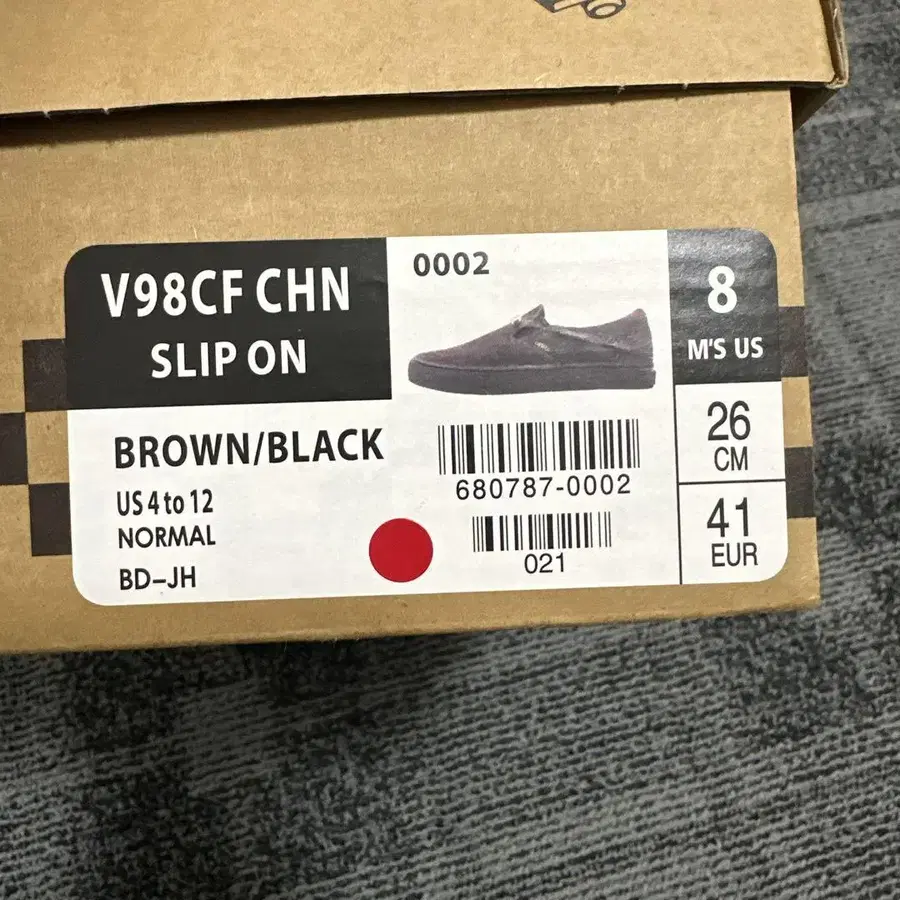 V98CF CHN
SLIP ON
0002
8
M'S US
BROWN/BLACK
US 4 to 12
NORMAL
BD-JH
680787-0002
021
26
CM
41
EUR